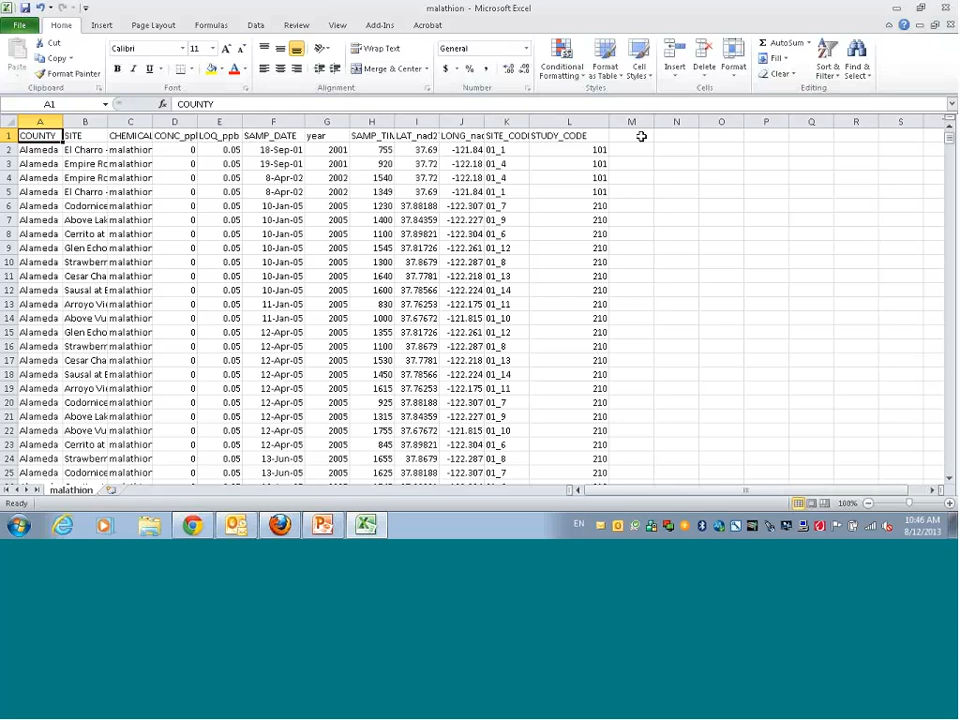 malathion - Microsoft Excel
File Home Insert Page Layout Formulas Data Review View Add-Ins Acrobat
Cut
Copy
Format Painter
Paste
Clipboard
Calibri 11
B I U
Font
Wrap Text
Merge & Center
Alignment
General
$ % ,
Number
Conditional Formatting
Format as Table
Cell Styles
Styles
Insert Delete Format
Cells
AutoSum
Fill
Clear
Sort & Filter
Find & Select
Editing
A1 fx COUNTY
A B C D E F G H I J K L M N O P Q R S
1 COUNTY SITE CHEMICAL CONC_ppb LOQ_ppb SAMP_DATE year SAMP_TIM LAT_nad2 LONG_nad SITE_CODE STUDY_CODE
2 Alameda El Charro malathion 0 0.05 18-Sep-01 2001 755 37.69 -121.84 01_1 101
3 Alameda Empire Ro malathion 0 0.05 19-Sep-01 2001 920 37.72 -122.18 01_4 101
4 Alameda Empire Ro malathion 0 0.05 8-Apr-02 2002 1540 37.72 -122.18 01_4 101
5 Alameda El Charro malathion 0 0.05 8-Apr-02 2002 1349 37.69 -121.84 01_1 101
6 Alameda Codornice malathion 0 0.05 10-Jan-05 2005 1230 37.88188 -122.307 01_7 210
7 Alameda Above Lak malathion 0 0.05 10-Jan-05 2005 1400 37.84359 -122.227 01_9 210
8 Alameda Cerrito at malathion 0 0.05 10-Jan-05 2005 1100 37.89821 -122.304 01_6 210
9 Alameda Glen Echo malathion 0 0.05 10-Jan-05 2005 1545 37.81726 -122.261 01_12 210
10 Alameda Strawberr malathion 0 0.05 10-Jan-05 2005 1300 37.8679 -122.287 01_8 210
11 Alameda Cesar Cha malathion 0 0.05 10-Jan-05 2005 1640 37.7781 -122.218 01_13 210
12 Alameda Sausal at E malathion 0 0.05 10-Jan-05 2005 1600 37.78566 -122.224 01_14 210
13 Alameda Arroyo Vi malathion 0 0.05 11-Jan-05 2005 830 37.76253 -122.175 01_11 210
14 Alameda Above Vu malathion 0 0.05 11-Jan-05 2005 1000 37.67672 -121.815 01_10 210
15 Alameda Glen Echo malathion 0 0.05 12-Apr-05 2005 1355 37.81726 -122.261 01_12 210
16 Alameda Strawberr malathion 0 0.05 12-Apr-05 2005 1100 37.8679 -122.287 01_8 210
17 Alameda Cesar Cha malathion 0 0.05 12-Apr-05 2005 1530 37.7781 -122.218 01_13 210
18 Alameda Sausal at E malathion 0 0.05 12-Apr-05 2005 1450 37.78566 -122.224 01_14 210
19 Alameda Arroyo Vi malathion 0 0.05 12-Apr-05 2005 1615 37.76253 -122.175 01_11 210
20 Alameda Codornice malathion 0 0.05 12-Apr-05 2005 925 37.88188 -122.307 01_7 210
21 Alameda Above Lak malathion 0 0.05 12-Apr-05 2005 1315 37.84359 -122.227 01_9 210
22 Alameda Above Vu malathion 0 0.05 12-Apr-05 2005 1755 37.67672 -121.815 01_10 210
23 Alameda Cerrito at malathion 0 0.05 12-Apr-05 2005 845 37.89821 -122.304 01_6 210
24 Alameda Strawberr malathion 0 0.05 13-Jun-05 2005 1655 37.8679 -122.287 01_8 210
25 Alameda Codornice malathion 0 0.05 13-Jun-05 2005 1625 37.88188 -122.307 01_7 210
malathion
Ready 100%
EN 10:46 AM
8/12/2013